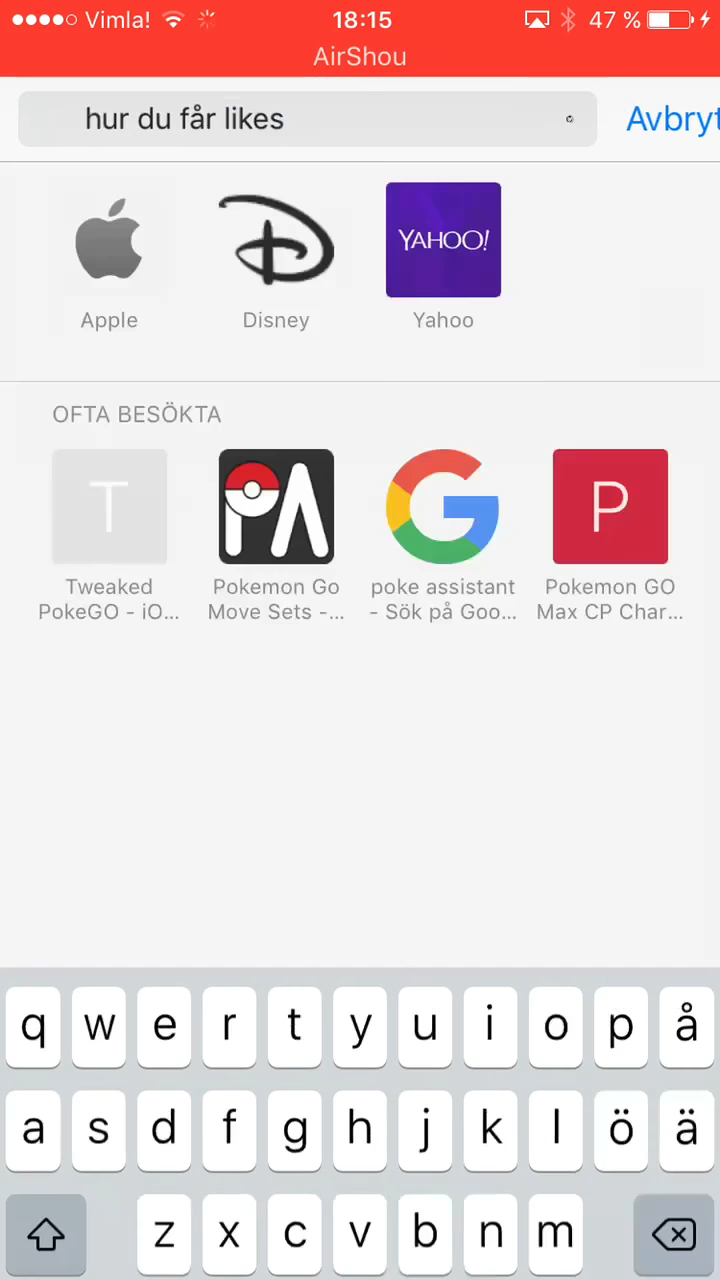 Vimla! 18:15 47 %
AirShou
hur du får likes Avbryt
YAHOO!
Apple Disney Yahoo
OFTA BESÖKTA
T PA G P
Tweaked PokeGO - iO...
Pokemon Go Move Sets -...
poke assistant - Sök på Goo...
Pokemon GO Max CP Char...
q w e r t y u i o p å
a s d f g h j k l ö ä
z x c v b n m